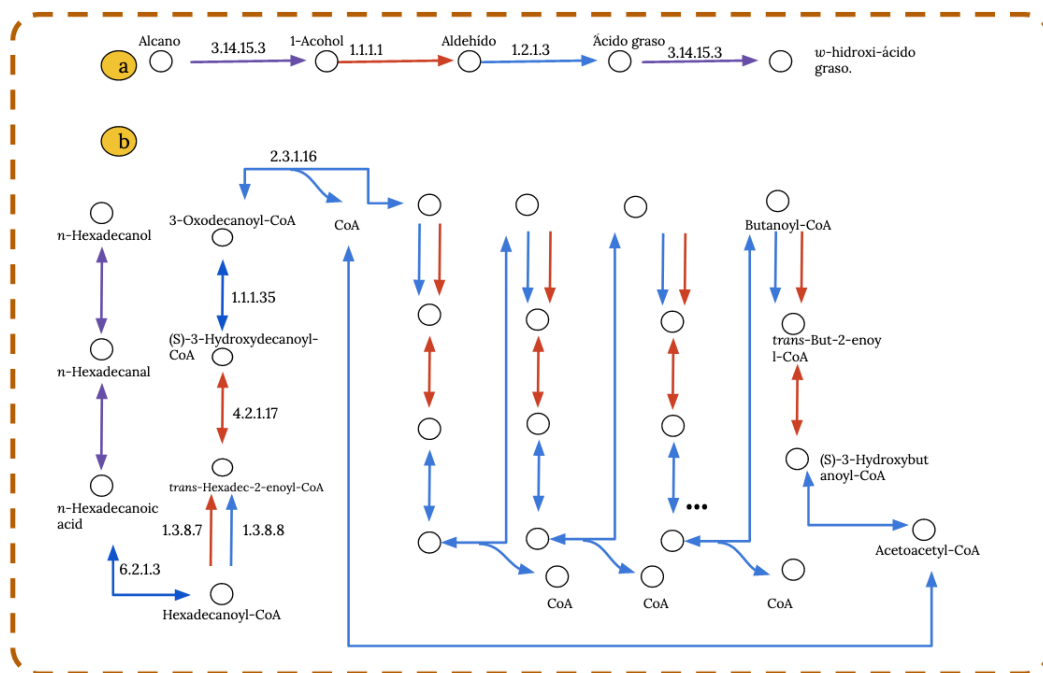 a
Alcano
3.14.15.3
1-Acohol
1.1.1.1
Aldehído
1.2.1.3
Ácido graso
3.14.15.3
w-hidroxi-ácido
graso.
b
2.3.1.16
n-Hexadecanol
3-Oxodecanoyl-CoA
CoA
Butanoyl-CoA
1.1.1.35
(S)-3-Hydroxydecanoyl-
CoA
n-Hexadecanal
trans-But-2-enoy
l-CoA
4.2.1.17
(S)-3-Hydroxybut
anoyl-CoA
trans-Hexadec-2-enoyl-CoA
n-Hexadecanoic
acid
1.3.8.7
1.3.8.8
...
Acetoacetyl-CoA
6.2.1.3
Hexadecanoyl-CoA
CoA
CoA
CoA